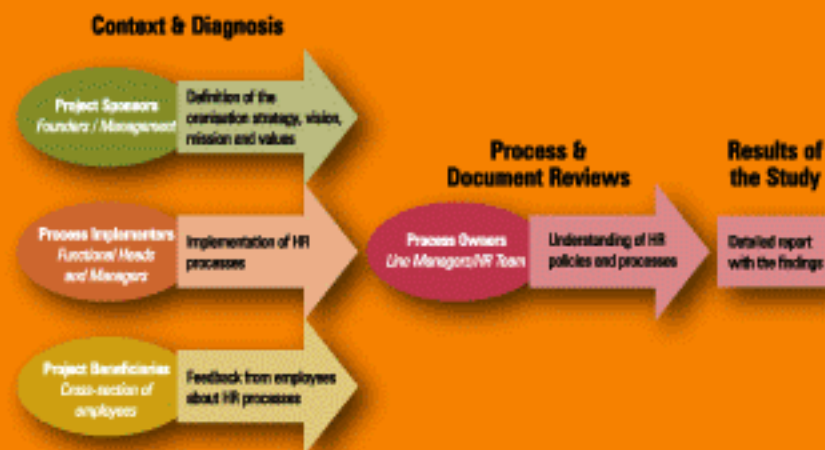 Context & Diagnosis
Project Sponsors
Founders / Management
Definition of the
oranisation strategy, vision,
mission and values
Process Implementors
Functional Heads
and Managers
Implementation of HR
processes
Project Beneficiaries
Cross-section of
employees
Feedback from employees
about HR processes
Process &
Document Reviews
Process Owners
Line Managers/HR Team
Understanding of HR
policies and processes
Results of
the Study
Detailed report
with the findings